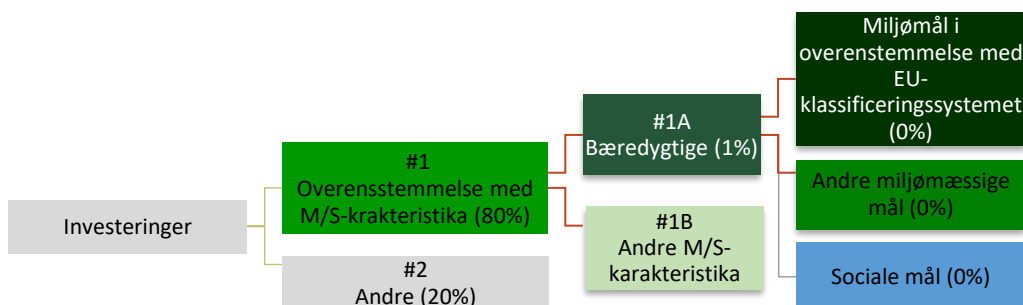 Investeringer
#1
Overensstemmelse med
M/S-krakteristika (80%)
#2
Andre (20%)
#1A
Bæredygtige (1%)
#1B
Andre M/S-
karakteristika
Miljømål i
overenstemmelse med
EU-
klassificeringssystemet
(0%)
Andre miljømæssige
mål (0%)
Sociale mål (0%)